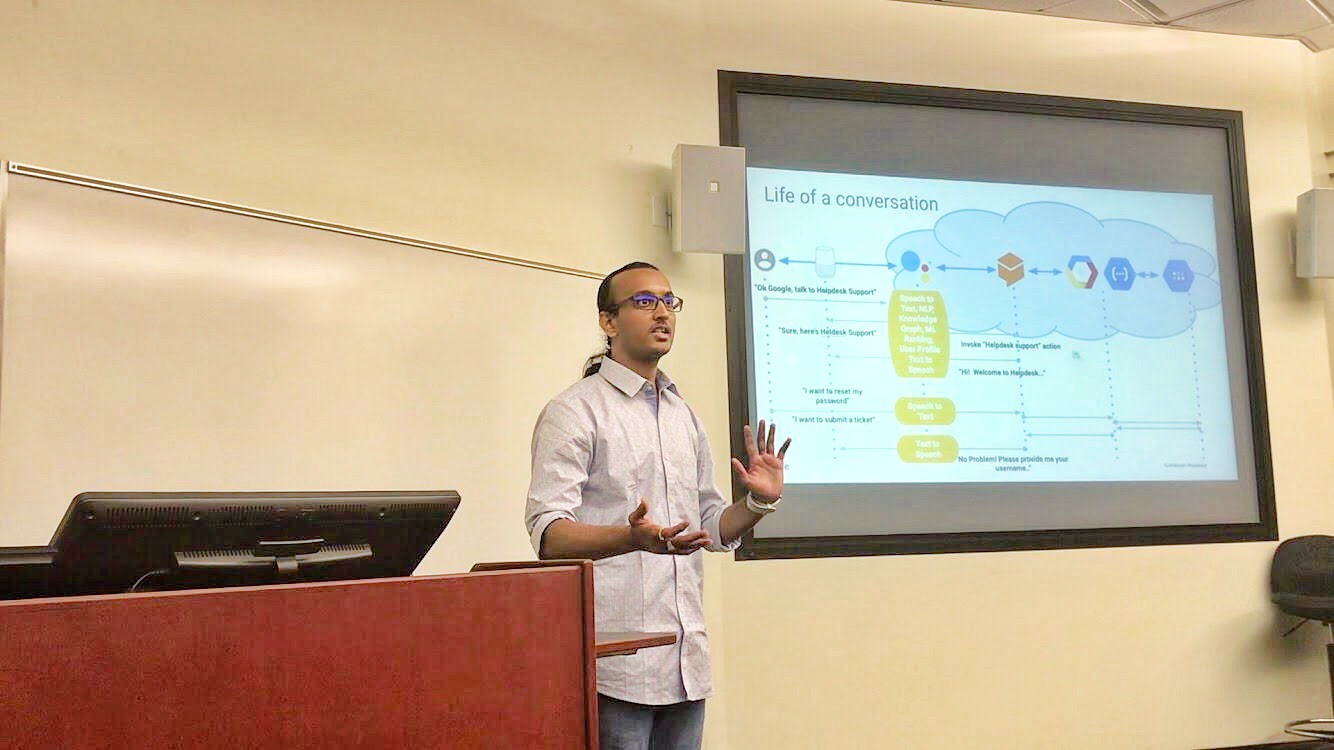 Life of a conversation
"Ok Google, talk to Helpdesk Support"
Speech to
Text, NLP,
Knowledge
Graph, ML
Ranking,
User Profile
Text to
Speech
"Sure, here's Heldesk Support"
Invoke "Helpdesk support" action
"Hi! Welcome to Helpdesk..."
"I want to reset my
password"
Speech to
Text
"I want to submit a ticket"
Text to
Speech
"No Problem! Please provide me your
username.."